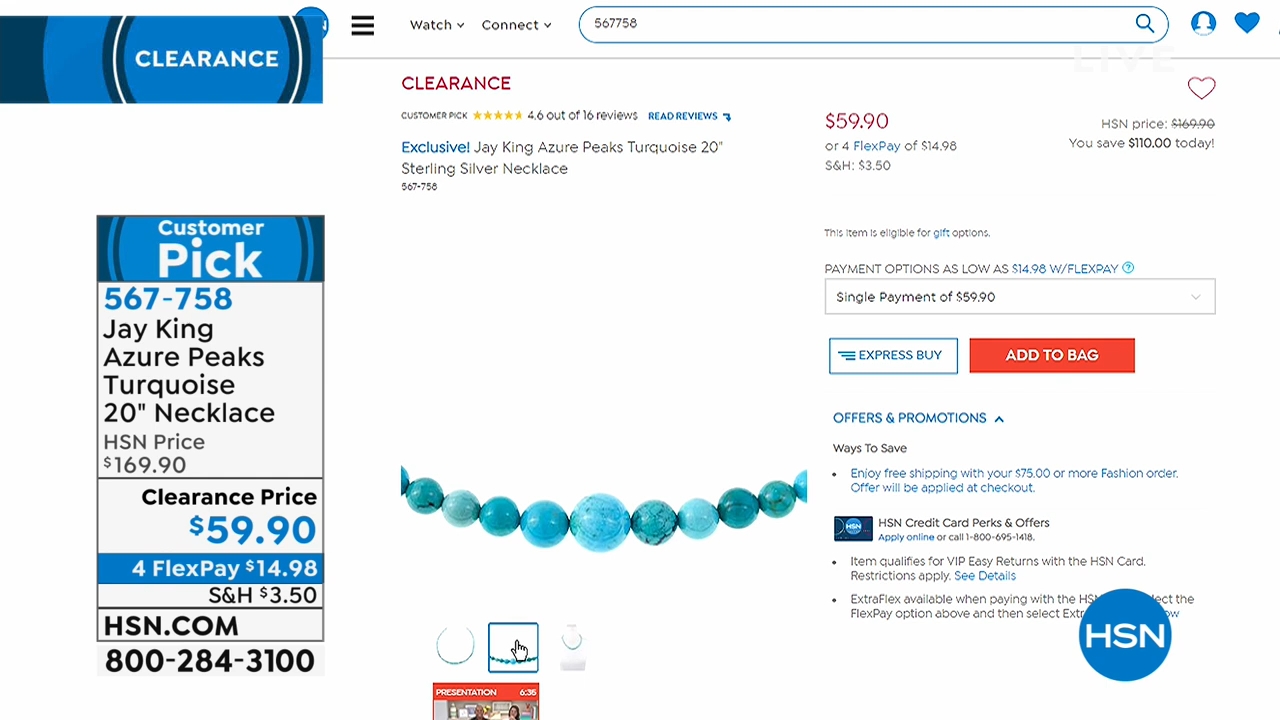 CLEARANCE
Watch
Connect
567758
LIVE
CLEARANCE
CUSTOMER PICK 4.6 out of 16 reviews READ REVIEWS
Exclusive! Jay King Azure Peaks Turquoise 20"
Sterling Silver Necklace
567-758
$59.90
or 4 FlexPay of $14.98
S&H: $3.50
HSN price: $169.90
You save $110.00 today!
This item is eligible for gift options.
PAYMENT OPTIONS AS LOW AS $14.98 W/FLEXPAY ?
Single Payment of $59.90
EXPRESS BUY
ADD TO BAG
OFFERS & PROMOTIONS
Ways To Save
• Enjoy free shipping with your $75.00 or more Fashion order.
Offer will be applied at checkout.
HSN
HSN Credit Card Perks & Offers
Apply online or call 1-800-695-1418.
• Item qualifies for VIP Easy Returns with the HSN Card.
Restrictions apply. See Details
• ExtraFlex available when paying with the the
FlexPay option above and then select
HSN
Customer
Pick
567-758
Jay King
Azure Peaks
Turquoise
20" Necklace
HSN Price
$169.90
Clearance Price
$59.90
4 FlexPay $14.98
S&H $3.50
HSN.COM
800-284-3100
PRESENTATION 6:35